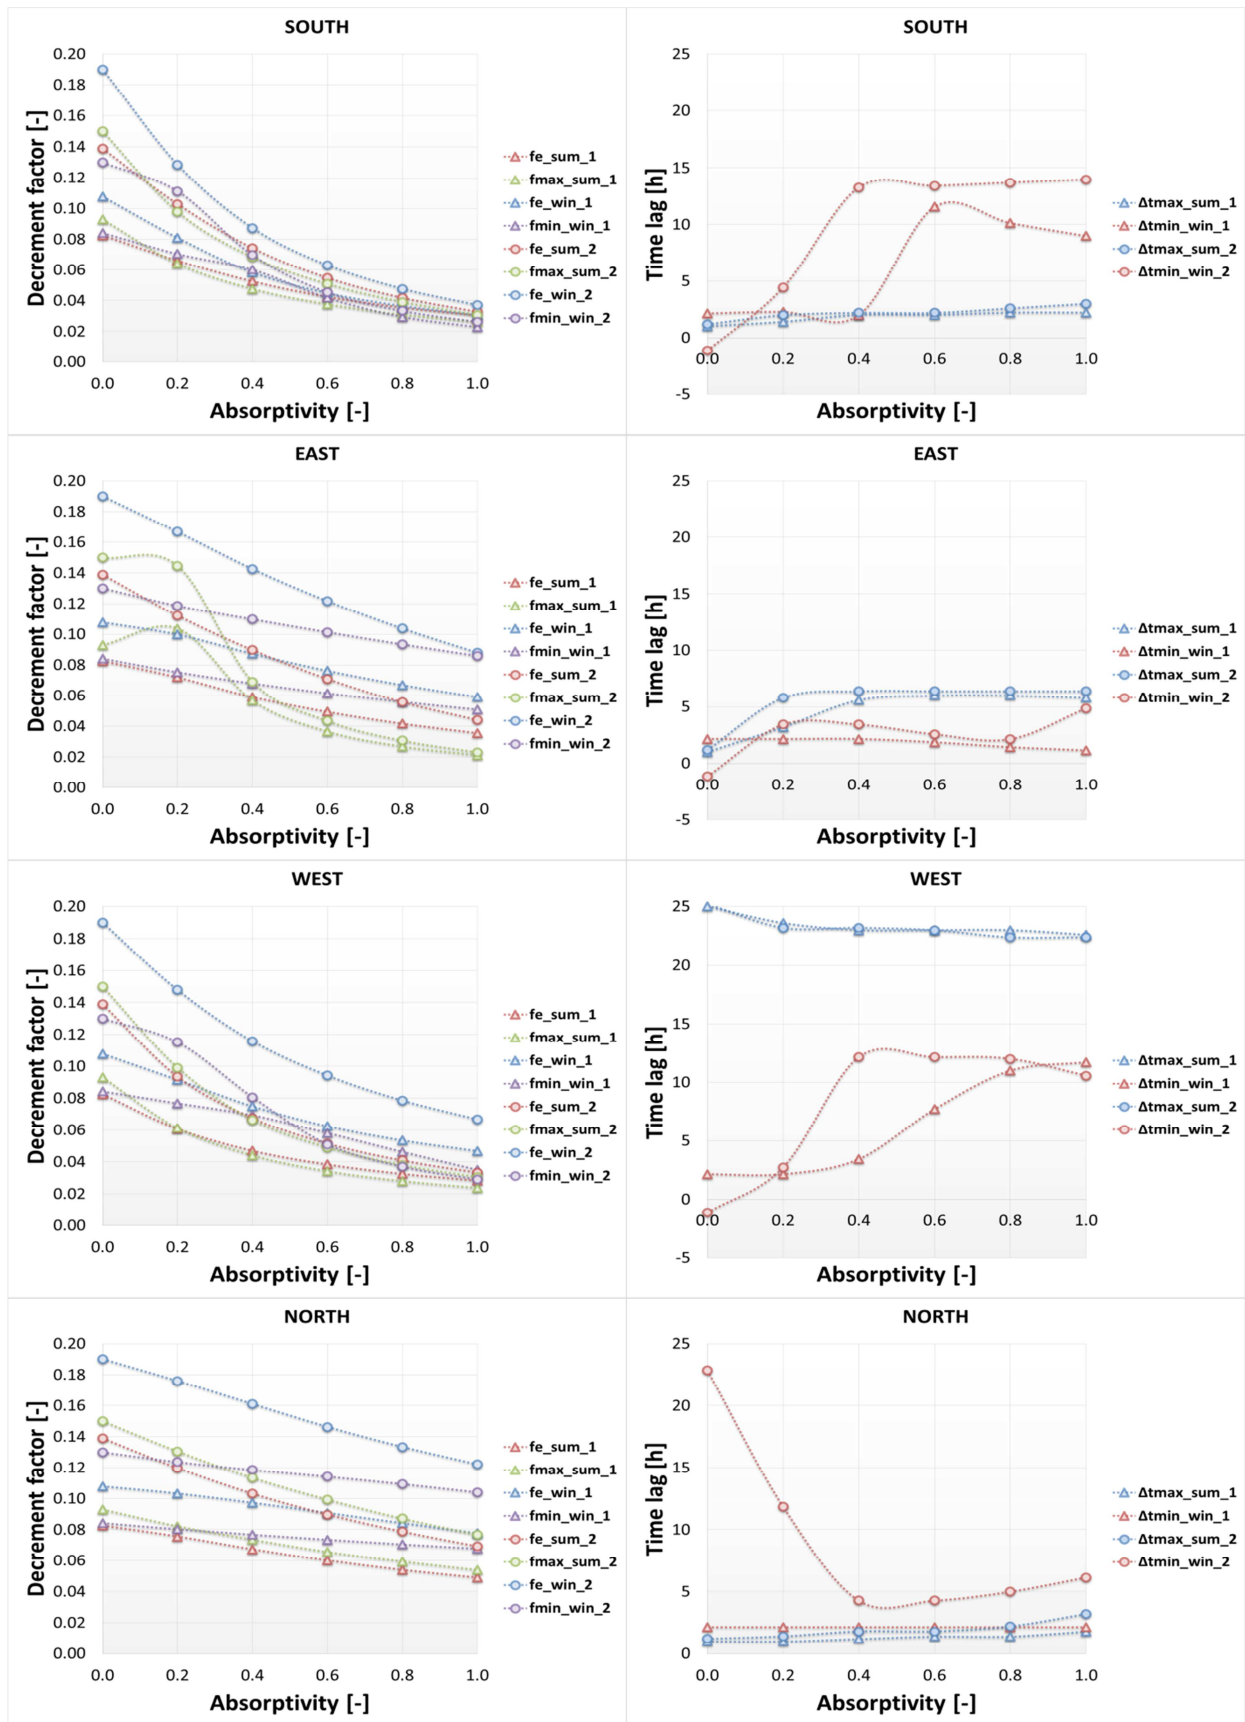 SOUTH
0.20
0.18
0.16
0.14
0.12
0.10
0.08
0.06
0.04
0.02
0.00
Decrement factor [-]
0.0 0.2 0.4 0.6 0.8 1.0
Absorptivity [-]
fe_sum_1
fmax_sum_1
fe_win_1
fmin_win_1
fe_sum_2
fmax_sum_2
fe_win_2
fmin_win_2
SOUTH
25
20
15
10
5
0
-5
Time lag [h]
0.0 0.2 0.4 0.6 0.8 1.0
Absorptivity [-]
Δtmax_sum_1
Δtmin_win_1
Δtmax_sum_2
Δtmin_win_2
EAST
0.20
0.18
0.16
0.14
0.12
0.10
0.08
0.06
0.04
0.02
0.00
Decrement factor [-]
0.0 0.2 0.4 0.6 0.8 1.0
Absorptivity [-]
fe_sum_1
fmax_sum_1
fe_win_1
fmin_win_1
fe_sum_2
fmax_sum_2
fe_win_2
fmin_win_2
EAST
25
20
15
10
5
0
-5
Time lag [h]
0.0 0.2 0.4 0.6 0.8 1.0
Absorptivity [-]
Δtmax_sum_1
Δtmin_win_1
Δtmax_sum_2
Δtmin_win_2
WEST
0.20
0.18
0.16
0.14
0.12
0.10
0.08
0.06
0.04
0.02
0.00
Decrement factor [-]
0.0 0.2 0.4 0.6 0.8 1.0
Absorptivity [-]
fe_sum_1
fmax_sum_1
fe_win_1
fmin_win_1
fe_sum_2
fmax_sum_2
fe_win_2
fmin_win_2
WEST
25
20
15
10
5
0
-5
Time lag [h]
0.0 0.2 0.4 0.6 0.8 1.0
Absorptivity [-]
Δtmax_sum_1
Δtmin_win_1
Δtmax_sum_2
Δtmin_win_2
NORTH
0.20
0.18
0.16
0.14
0.12
0.10
0.08
0.06
0.04
0.02
0.00
Decrement factor [-]
0.0 0.2 0.4 0.6 0.8 1.0
Absorptivity [-]
fe_sum_1
fmax_sum_1
fe_win_1
fmin_win_1
fe_sum_2
fmax_sum_2
fe_win_2
fmin_win_2
NORTH
25
20
15
10
5
0
Time lag [h]
0.0 0.2 0.4 0.6 0.8 1.0
Absorptivity [-]
Δtmax_sum_1
Δtmin_win_1
Δtmax_sum_2
Δtmin_win_2